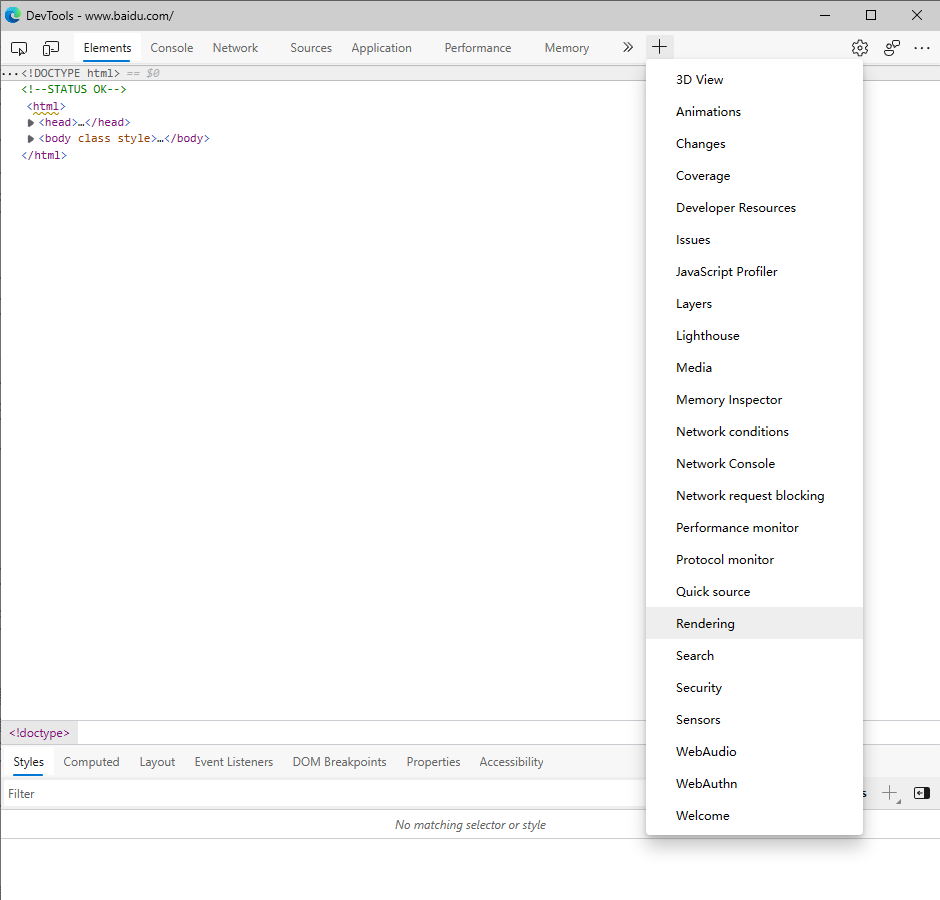 DevTools - www.baidu.com/
Elements Console Network Sources Application Performance Memory
<!DOCTYPE html> == $0
<!--STATUS OK-->
<html>
<head>…</head>
<body class style>…</body>
</html>
3D View
Animations
Changes
Coverage
Developer Resources
Issues
JavaScript Profiler
Layers
Lighthouse
Media
Memory Inspector
Network conditions
Network Console
Network request blocking
Performance monitor
Protocol monitor
Quick source
Rendering
Search
Security
Sensors
WebAudio
WebAuthn
Welcome
<!doctype>
Styles Computed Layout Event Listeners DOM Breakpoints Properties Accessibility
Filter
No matching selector or style